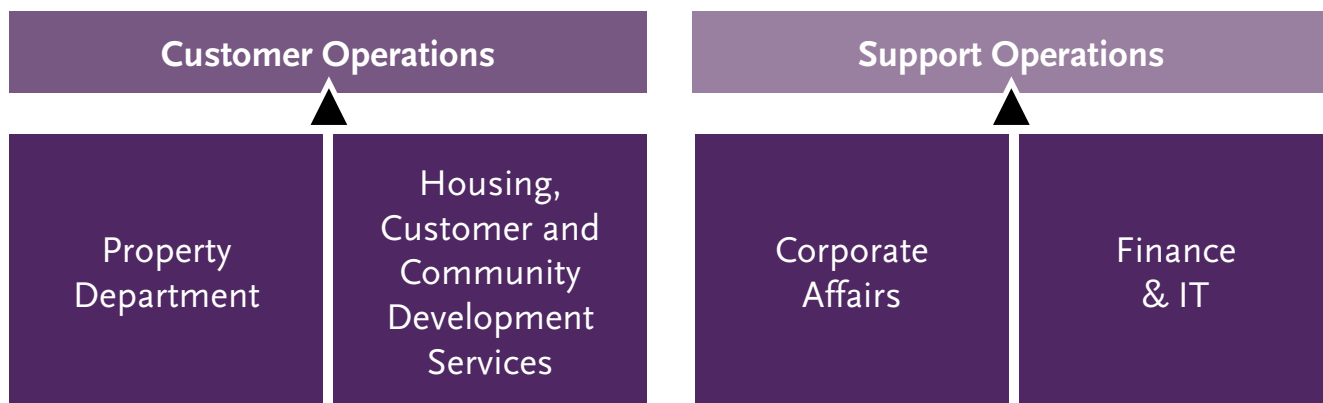 Customer Operations
Support Operations
Property
Department
Housing,
Customer and
Community
Development
Services
Corporate
Affairs
Finance
& IT